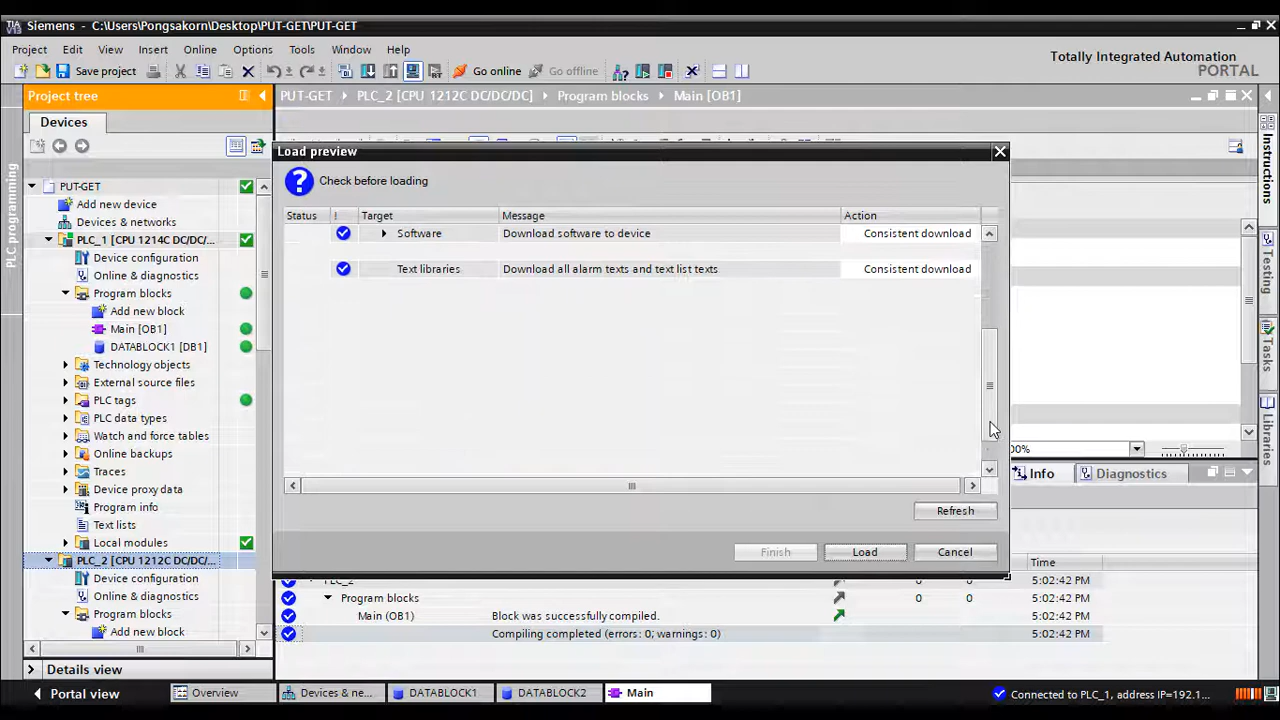 Siemens - C:\Users\Pongsakorn\Desktop\PUT-GET\PUT-GET
TIA
V13
Project Edit View Insert Online Options Tools Window Help
Totally Integrated Automation
PORTAL
Save project
Go online
Go offline
Project tree
PUT-GET PLC_2 [CPU 1212C DC/DC/DC] Program blocks Main [OB1]
Devices
PLC programming
PUT-GET
Add new device
Devices & networks
PLC_1 [CPU 1214C DC/DC/...
Device configuration
Online & diagnostics
Program blocks
Add new block
Main [OB1]
DATABLOCK1 [DB1]
Technology objects
External source files
PLC tags
PLC data types
Watch and force tables
Online backups
Traces
Device proxy data
Program info
Text lists
Local modules
PLC_2 [CPU 1212C DC/DC/...
Device configuration
Online & diagnostics
Program blocks
Add new block
Details view
Load preview
?
Check before loading
Status ! Target Message Action
Software Download software to device Consistent download
Text libraries Download all alarm texts and text list texts Consistent download
Refresh
Finish Load Cancel
Instructions
Testing
Tasks
Libraries
Info Diagnostics
Time
0 0 5:02:42 PM
Program blocks 0 0 5:02:42 PM
Main (OB1) Block was successfully compiled. 5:02:42 PM
Compiling completed (errors: 0; warnings: 0) 5:02:42 PM
Portal view Overview Devices & ne... DATABLOCK1 DATABLOCK2 Main
Connected to PLC_1, address IP=192.1...